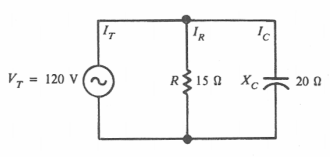 I_T I_R I_C
V_T = 120 V R 15 Ω X_C 20 Ω